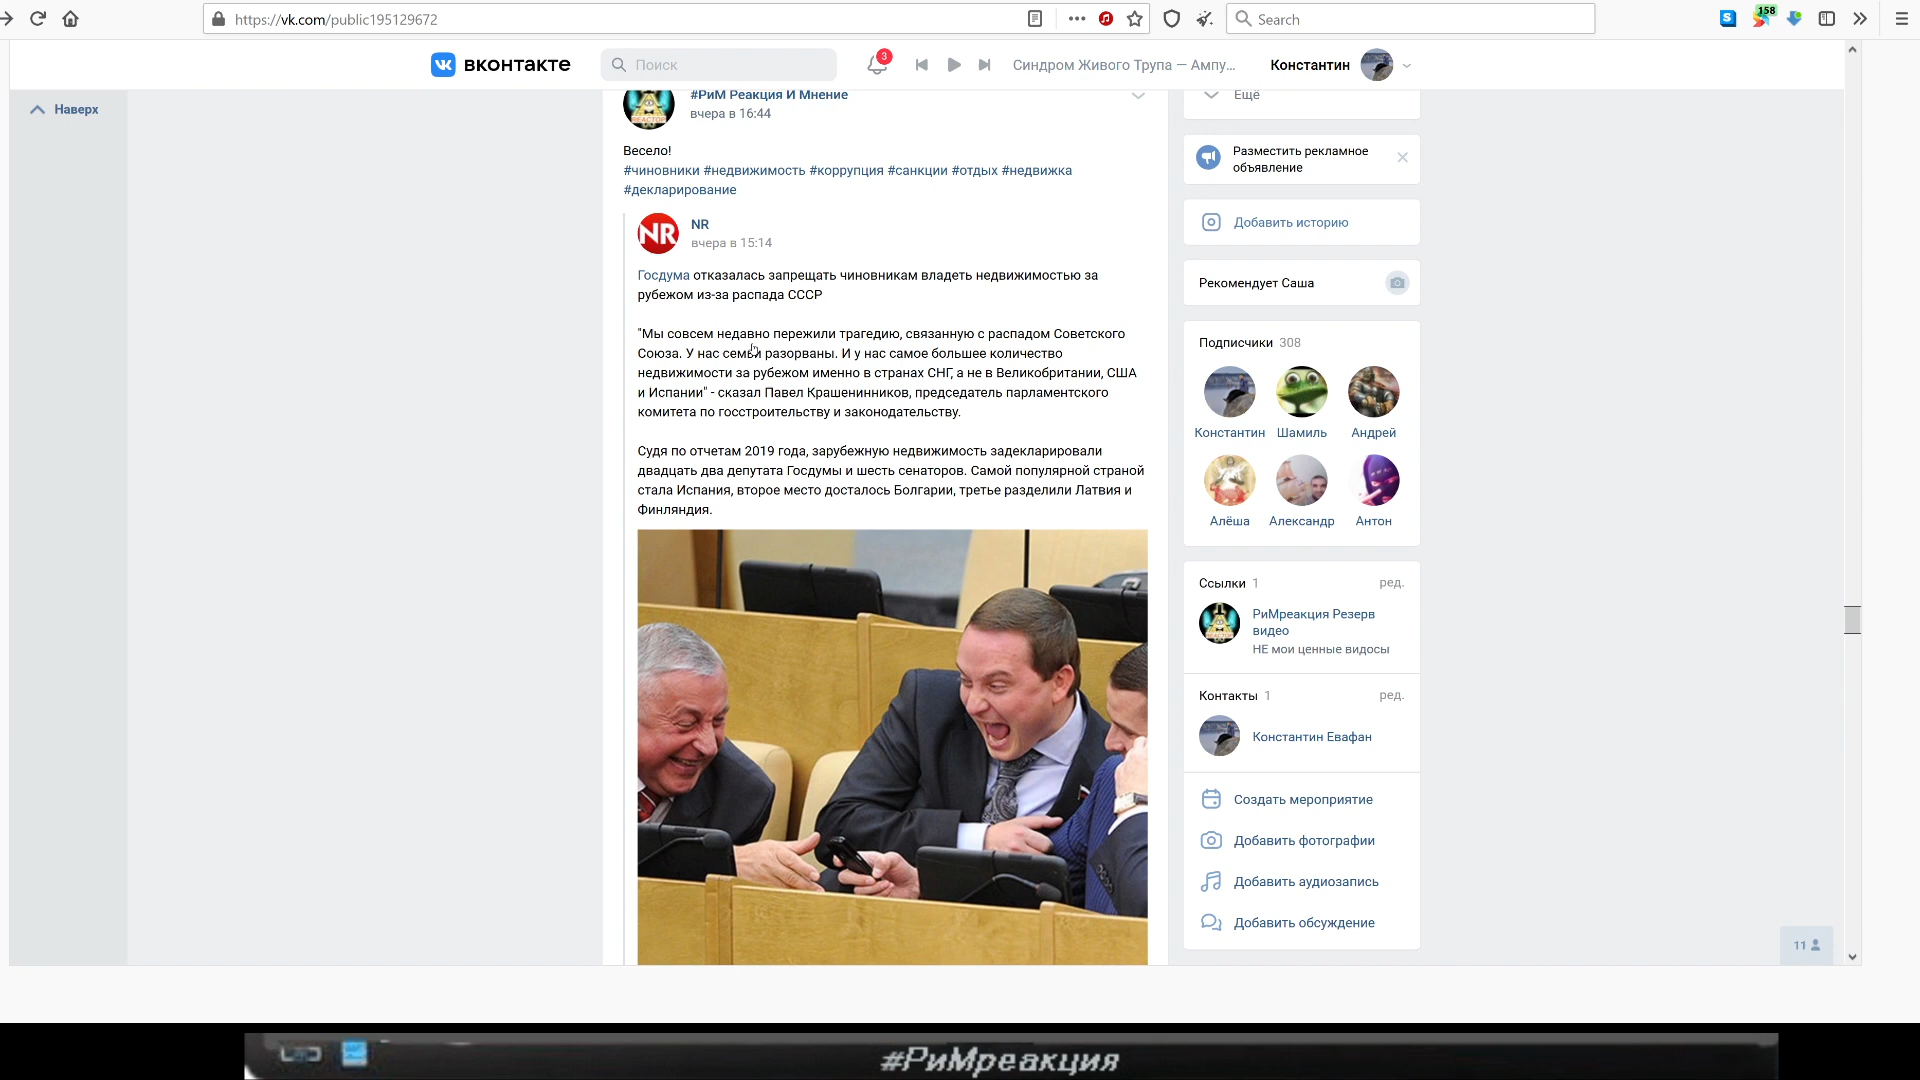 https://vk.com/public195129672
Search
158
вконтакте
Поиск
3
Синдром Живого Трупа — Ампу...
Константин
Наверх
#РиМ Реакция И Мнение
вчера в 16:44
Весело!
#чиновники #недвижимость #коррупция #санкции #отдых #недвижка
#декларирование
NR
NR
вчера в 15:14
Госдума отказалась запрещать чиновникам владеть недвижимостью за
рубежом из-за распада СССР
"Мы совсем недавно пережили трагедию, связанную с распадом Советского
Союза. У нас семьи разорваны. И у нас самое большее количество
недвижимости за рубежом именно в странах СНГ, а не в Великобритании, США
и Испании" - сказал Павел Крашенинников, председатель парламентского
комитета по госстроительству и законодательству.
Судя по отчетам 2019 года, зарубежную недвижимость задекларировали
двадцать два депутата Госдумы и шесть сенаторов. Самой популярной страной
стала Испания, второе место досталось Болгарии, третье разделили Латвия и
Финляндия.
Ещё
Разместить рекламное
объявление
Добавить историю
Рекомендует Саша
Подписчики 308
Константин Шамиль Андрей
Алёша Александр Антон
Ссылки 1 ред.
РиМреакция Резерв
видео
НЕ мои ценные видосы
Контакты 1 ред.
Константин Евафан
Создать мероприятие
Добавить фотографии
Добавить аудиозапись
Добавить обсуждение
11
#РиМреакция